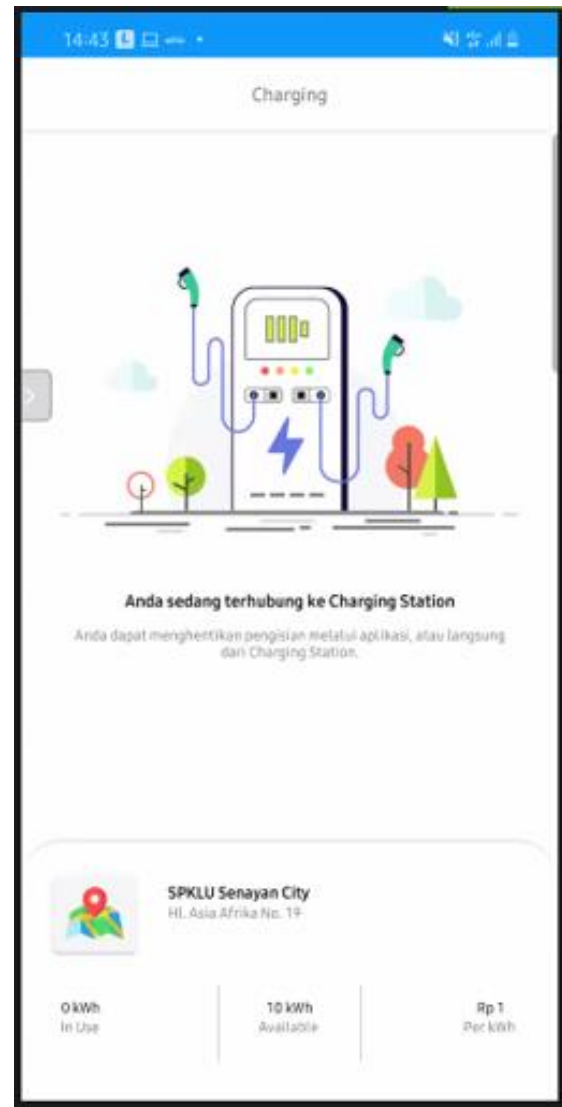 14:43
Charging
Anda sedang terhubung ke Charging Station
Anda dapat menghentikan pengisian melalui aplikasi, atau langsung
dari Charging Station.
SPKLU Senayan City
Hl. Asia Afrika No. 19
0 kWh
10 kWh
Rp 1
In Use
Available
Per kWh